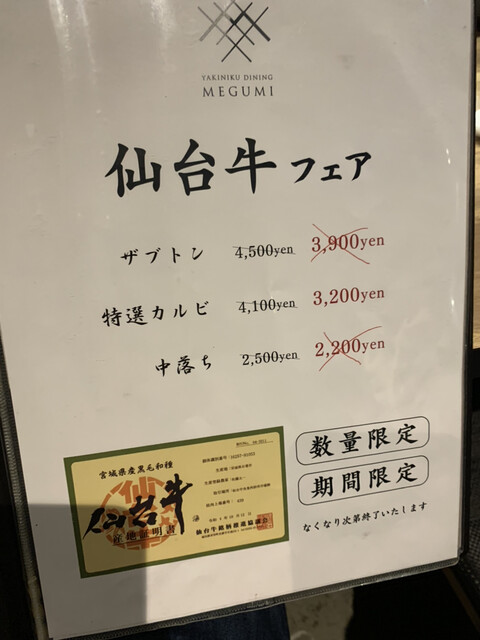 YAKINIKU DINING
MEGUMI
仙台牛フェア
ザブトン 4,500yen 3,900yen
特選カルビ 4,100yen 3,200yen
中落ち 2,500yen 2,200yen
数量限定
期間限定
なくなり次第終了いたします
宮城県産黒毛和種
仙台牛
産地証明書
仙台牛銘柄推進協議会